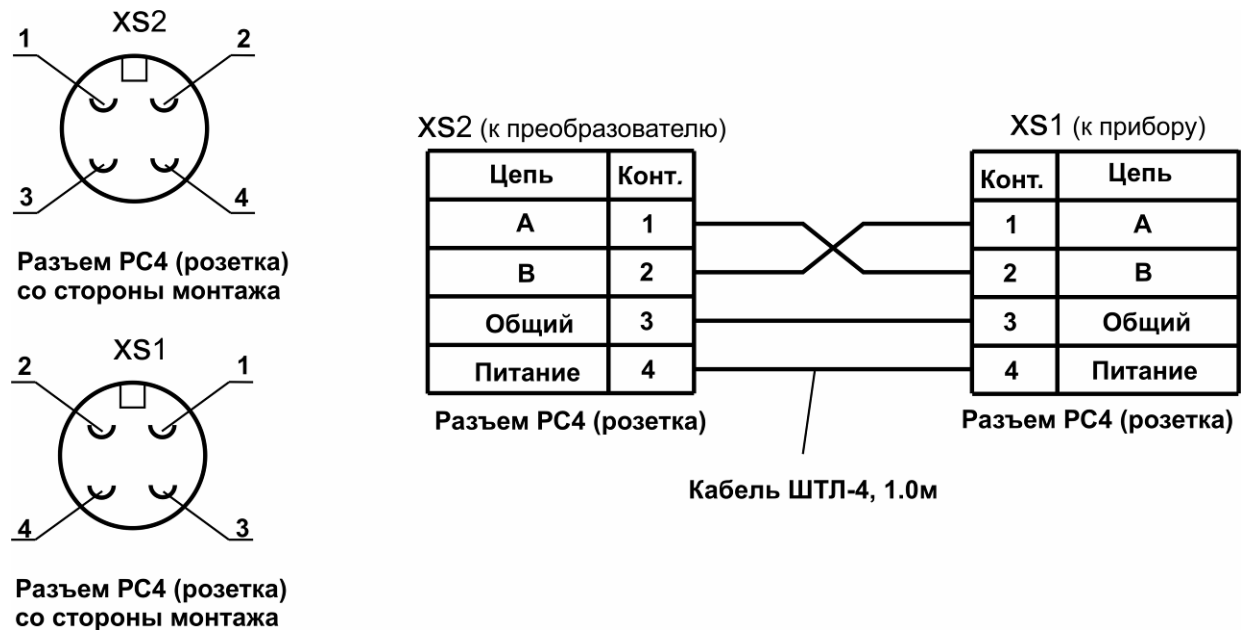 XS2
1 2
3 4
Разъем РС4 (розетка)
со стороны монтажа
XS1
2 1
4 3
Разъем РС4 (розетка)
со стороны монтажа
XS2 (к преобразователю)
Цепь Конт.
А 1
В 2
Общий 3
Питание 4
Разъем РС4 (розетка)
XS1 (к прибору)
Конт. Цепь
1 А
2 В
3 Общий
4 Питание
Разъем РС4 (розетка)
Кабель ШТЛ-4, 1.0м